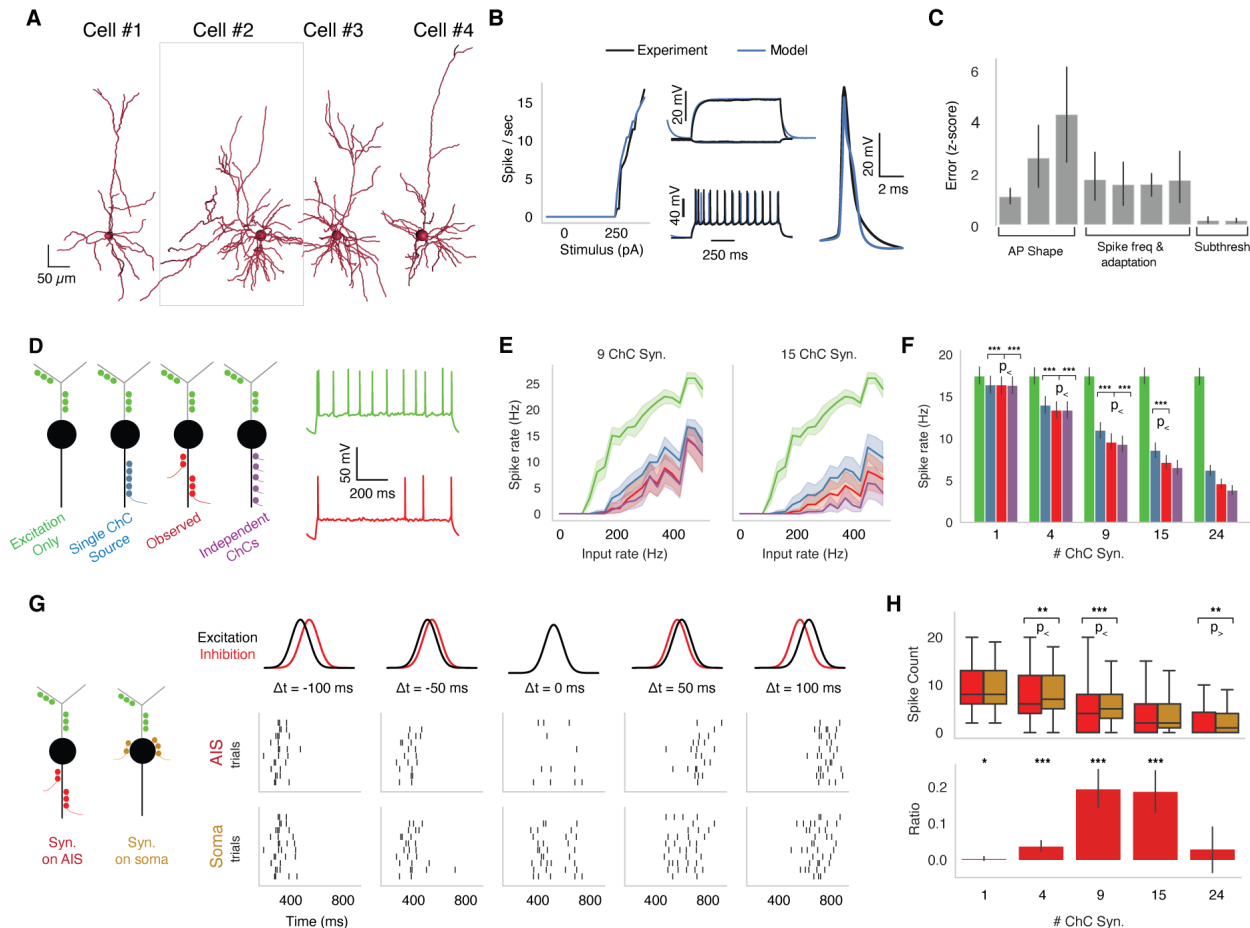 A
Cell #1
Cell #2
Cell #3
Cell #4
50 µm
B
Experiment
Model
Spike / sec
15
10
5
0
0
250
Stimulus (pA)
20 mV
40 mV
250 ms
20 mV
2 ms
C
Error (z-score)
6
4
2
0
AP Shape
Spike freq &
adaptation
Subthresh
D
Excitation
Only
Single ChC
Source
Observed
Independent
ChCs
50 mV
200 ms
E
9 ChC Syn.
15 ChC Syn.
Spike rate (Hz)
25
20
15
10
5
0
0
200
400
Input rate (Hz)
0
200
400
Input rate (Hz)
F
Spike rate (Hz)
20
15
10
5
0
*** ***
p<
*** ***
p<
*** ***
p<
***
p<
1
4
9
15
24
# ChC Syn.
G
Excitation
Inhibition
Δt = -100 ms
Δt = -50 ms
Δt = 0 ms
Δt = 50 ms
Δt = 100 ms
AIS
trials
Soma
trials
Syn.
on AIS
Syn.
on soma
400 800
400 800
400 800
400 800
400 800
Time (ms)
H
Spike Count
20
10
0
**
p<
***
p<
**
p>
Ratio
0.2
0.1
0.0
*
***
***
***
1
4
9
15
24
# ChC Syn.